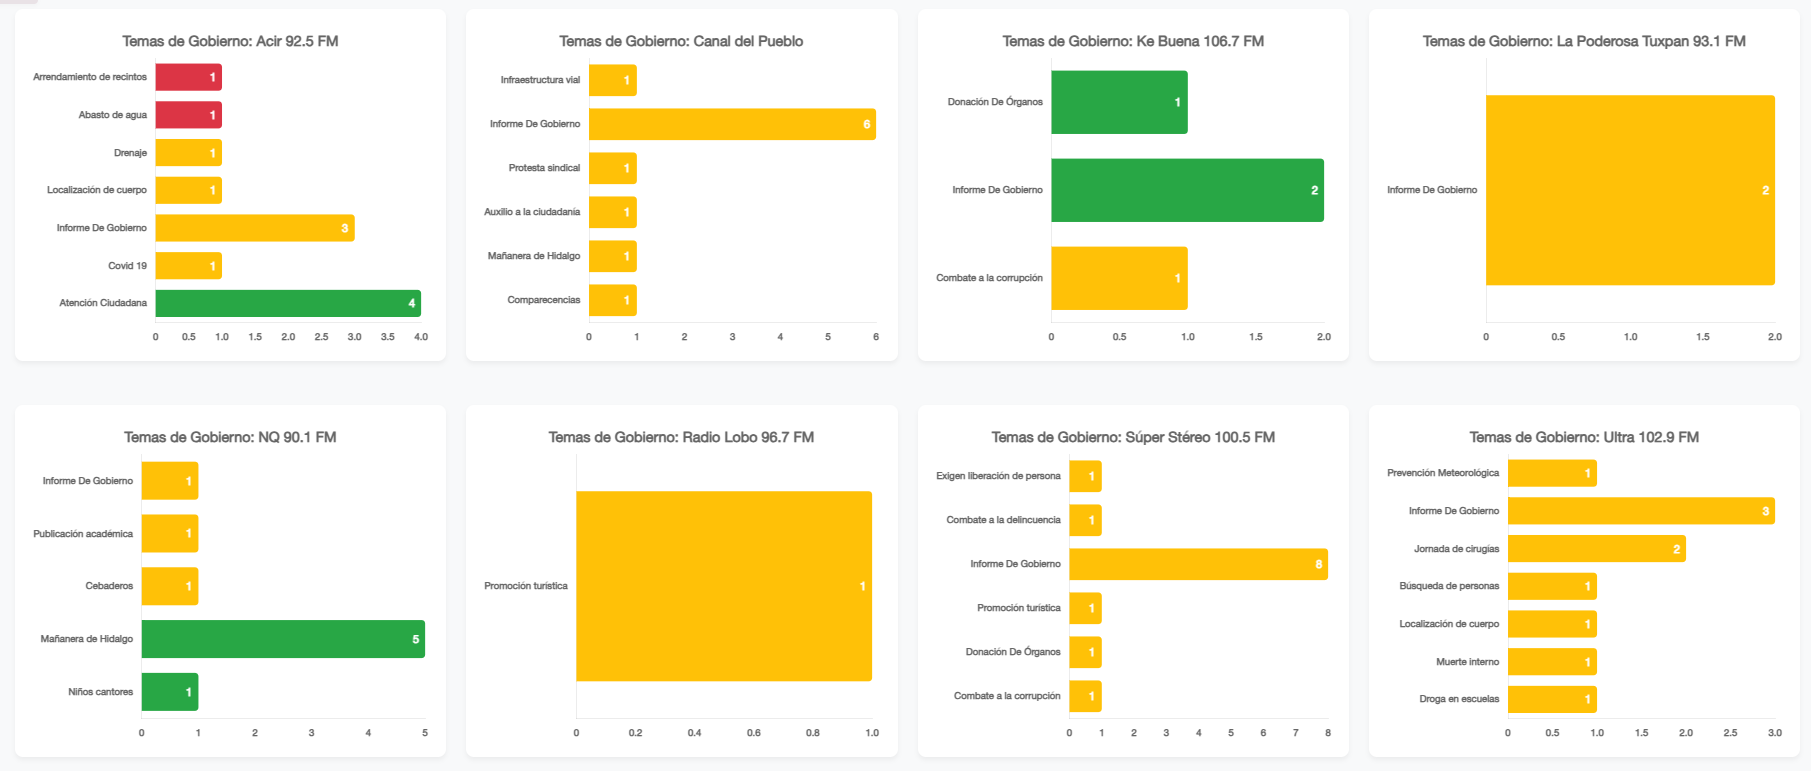 Temas de Gobierno: Acir 92.5 FM
Arrendamiento de recintos 1
Abasto de agua 1
Drenaje 1
Localización de cuerpo 1
Informe De Gobierno 3
Covid 19 1
Atención Ciudadana 4
0 0.5 1.0 1.5 2.0 2.5 3.0 3.5 4.0
Temas de Gobierno: Canal del Pueblo
Infraestructura vial 1
Informe De Gobierno 6
Protesta sindical 1
Auxilio a la ciudadanía 1
Mañanera de Hidalgo 1
Comparecencias 1
0 1 2 3 4 5 6
Temas de Gobierno: Ke Buena 106.7 FM
Donación De Órganos 1
Informe De Gobierno 2
Combate a la corrupción 1
0 0.5 1.0 1.5 2.0
Temas de Gobierno: La Poderosa Tuxpan 93.1 FM
Informe De Gobierno 2
0 0.5 1.0 1.5 2.0
Temas de Gobierno: NQ 90.1 FM
Informe De Gobierno 1
Publicación académica 1
Cebaderos 1
Mañanera de Hidalgo 5
Niños cantores 1
0 1 2 3 4 5
Temas de Gobierno: Radio Lobo 96.7 FM
Promoción turística 1
0 0.2 0.4 0.6 0.8 1.0
Temas de Gobierno: Súper Stéreo 100.5 FM
Exigen liberación de persona 1
Combate a la delincuencia 1
Informe De Gobierno 8
Promoción turística 1
Donación De Órganos 1
Combate a la corrupción 1
0 1 2 3 4 5 6 7 8
Temas de Gobierno: Ultra 102.9 FM
Prevención Meteorológica 1
Informe De Gobierno 3
Jornada de cirugías 2
Búsqueda de personas 1
Localización de cuerpo 1
Muerte interno 1
Droga en escuelas 1
0 0.5 1.0 1.5 2.0 2.5 3.0